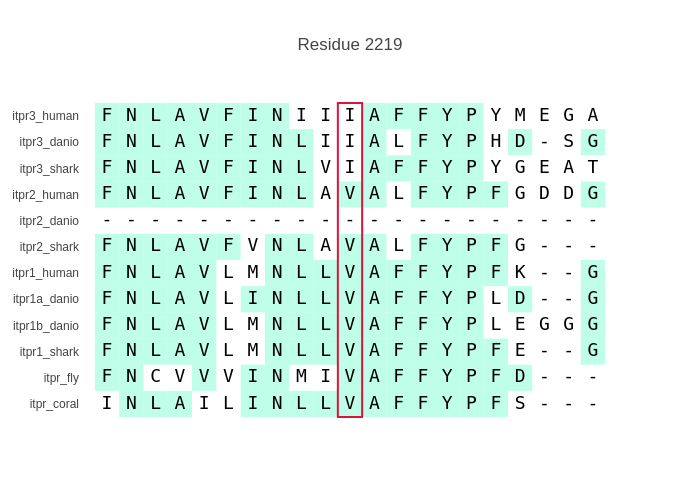 Residue 2219
itpr3_human F N L A V F I N I I I A F F Y P Y M E G A
itpr3_danio F N L A V F I N L I I A L F Y P H D - S G
itpr3_shark F N L A V F I N L V I A F F Y P Y G E A T
itpr2_human F N L A V F I N L A V A L F Y P F G D D G
itpr2_danio - - - - - - - - - - - - - - - - - - - - -
itpr2_shark F N L A V F V N L A V A L F Y P F G - - -
itpr1_human F N L A V L M N L L V A F F Y P F K - - G
itpr1a_danio F N L A V L I N L L V A F F Y P L D - - G
itpr1b_danio F N L A V L M N L L V A F F Y P L E G G G
itpr1_shark F N L A V L M N L L V A F F Y P F E - - G
itpr_fly F N C V V V I N M I V A F F Y P F D - - -
itpr_coral I N L A I L I N L L V A F F Y P F S - - -